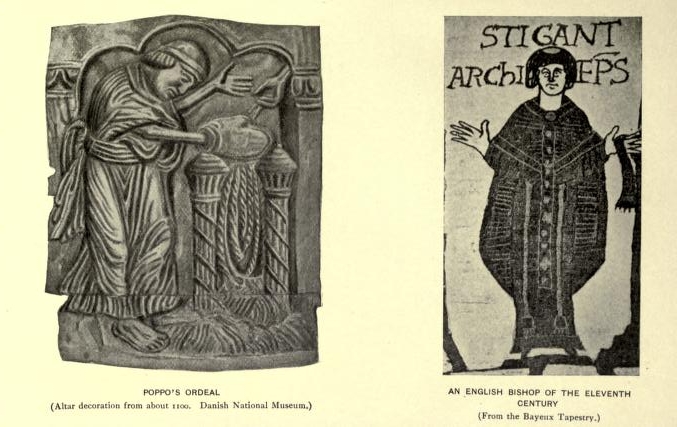 STIGANT
ARCHI EPS
POPPO'S ORDEAL
(Altar decoration from about 1100. Danish National Museum.)
AN ENGLISH BISHOP OF THE ELEVENTH
CENTURY
(From the Bayeux Tapestry.)